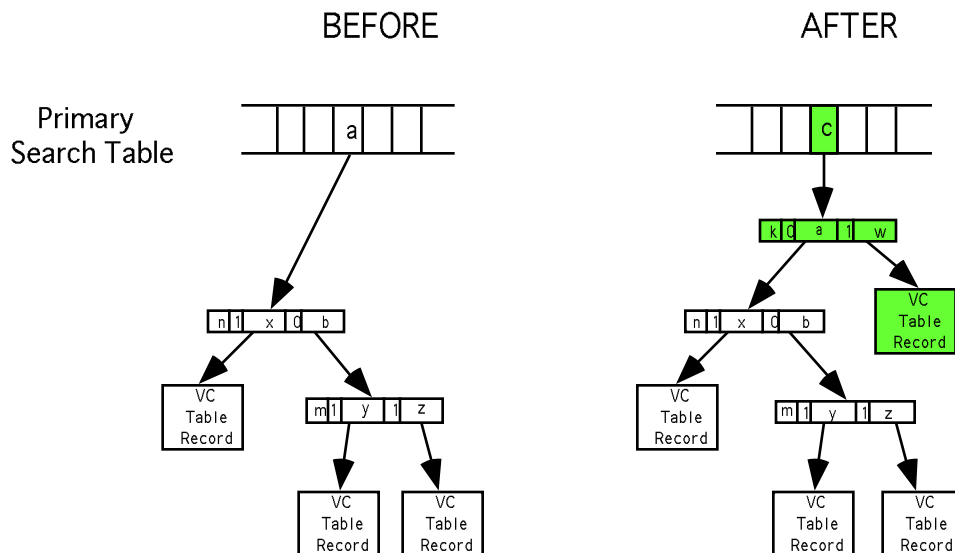 BEFORE
AFTER
Primary
Search Table
a
c
k 0 a 1 w
n 1 x 0 b
VC
Table
Record
n 1 x 0 b
VC
Table
Record
m 1 y 1 z
VC
Table
Record
m 1 y 1 z
VC
Table
Record
VC
Table
Record
VC
Table
Record
VC
Table
Record